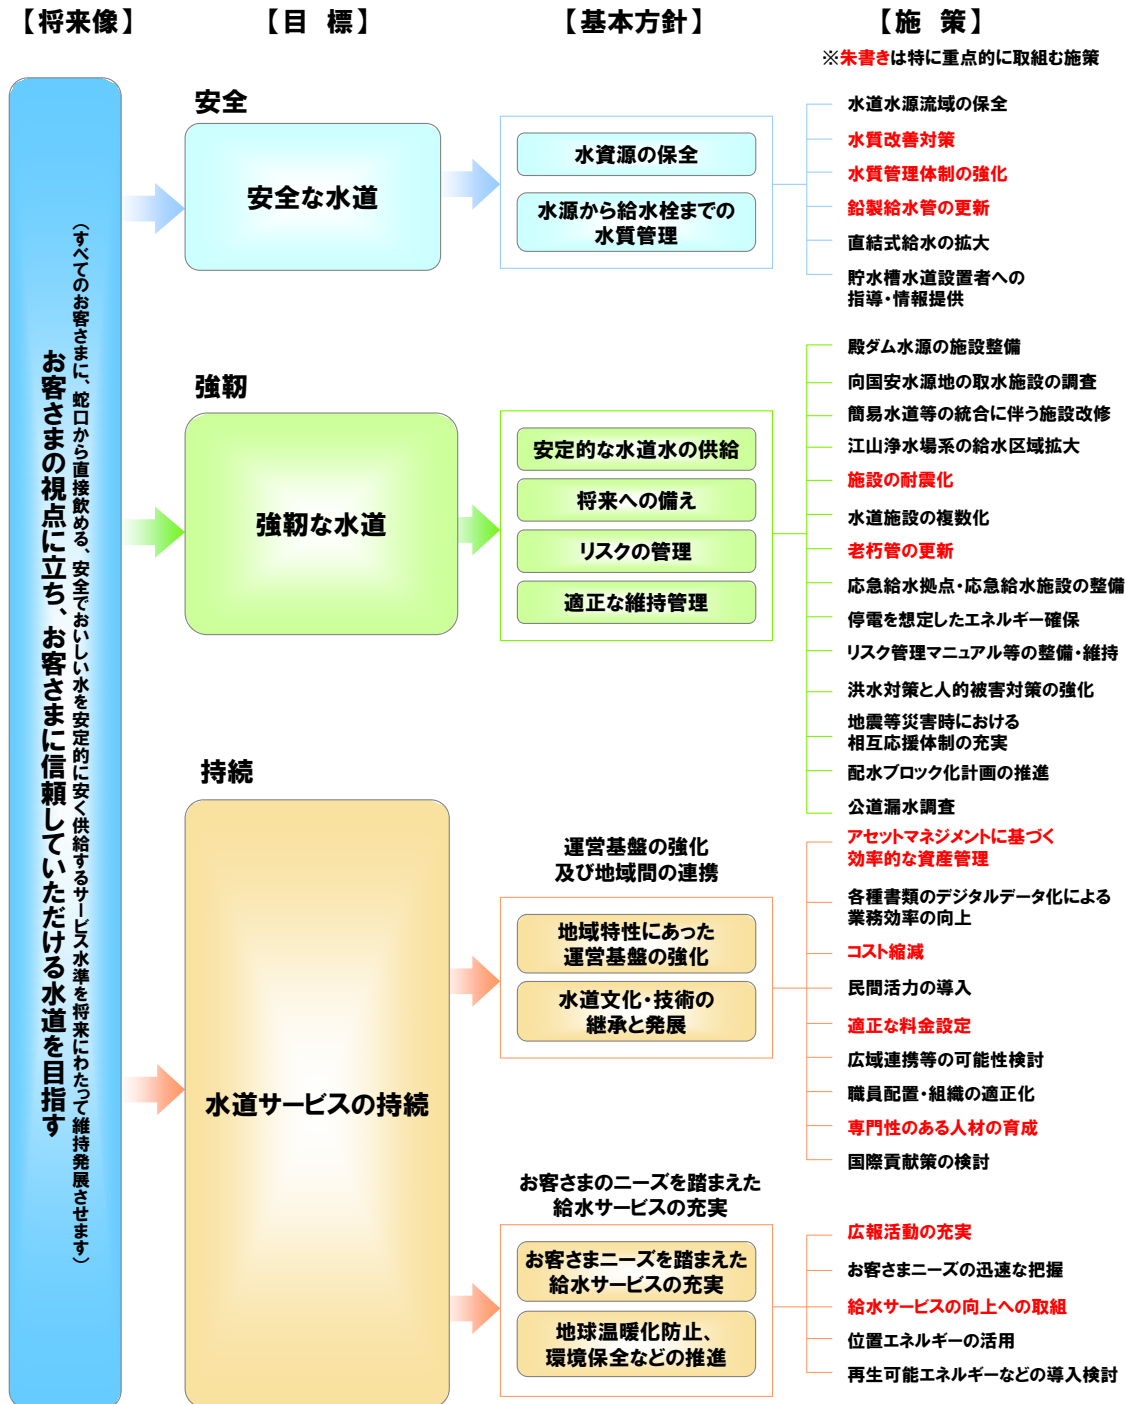 【将来像】
【目　標】
【基本方針】
【施　策】
※朱書きは特に重点的に取組む施策
お客さまの視点に立ち、お客さまに信頼していただける水道を目指す
（すべてのお客さまに、蛇口から直接飲める、安全でおいしい水を安定的に安く供給するサービス水準を将来にわたって維持発展させます）
安全
安全な水道
水資源の保全
水源から給水栓までの
水質管理
水道水源流域の保全
水質改善対策
水質管理体制の強化
鉛製給水管の更新
直結式給水の拡大
貯水槽水道設置者への
指導・情報提供
強靭
強靭な水道
安定的な水道水の供給
将来への備え
リスクの管理
適正な維持管理
殿ダム水源の施設整備
向国安水源地の取水施設の調査
簡易水道等の統合に伴う施設改修
江山浄水場系の給水区域拡大
施設の耐震化
水道施設の複数化
老朽管の更新
応急給水拠点・応急給水施設の整備
停電を想定したエネルギー確保
リスク管理マニュアル等の整備・維持
洪水対策と人的被害対策の強化
地震等災害時における
相互応援体制の充実
配水ブロック化計画の推進
公道漏水調査
持続
水道サービスの持続
運営基盤の強化
及び地域間の連携
地域特性にあった
運営基盤の強化
水道文化・技術の
継承と発展
アセットマネジメントに基づく
効率的な資産管理
各種書類のデジタルデータ化による
業務効率の向上
コスト縮減
民間活力の導入
適正な料金設定
広域連携等の可能性検討
職員配置・組織の適正化
専門性のある人材の育成
国際貢献策の検討
お客さまのニーズを踏まえた
給水サービスの充実
お客さまニーズを踏まえた
給水サービスの充実
地球温暖化防止、
環境保全などの推進
広報活動の充実
お客さまニーズの迅速な把握
給水サービスの向上への取組
位置エネルギーの活用
再生可能エネルギーなどの導入検討